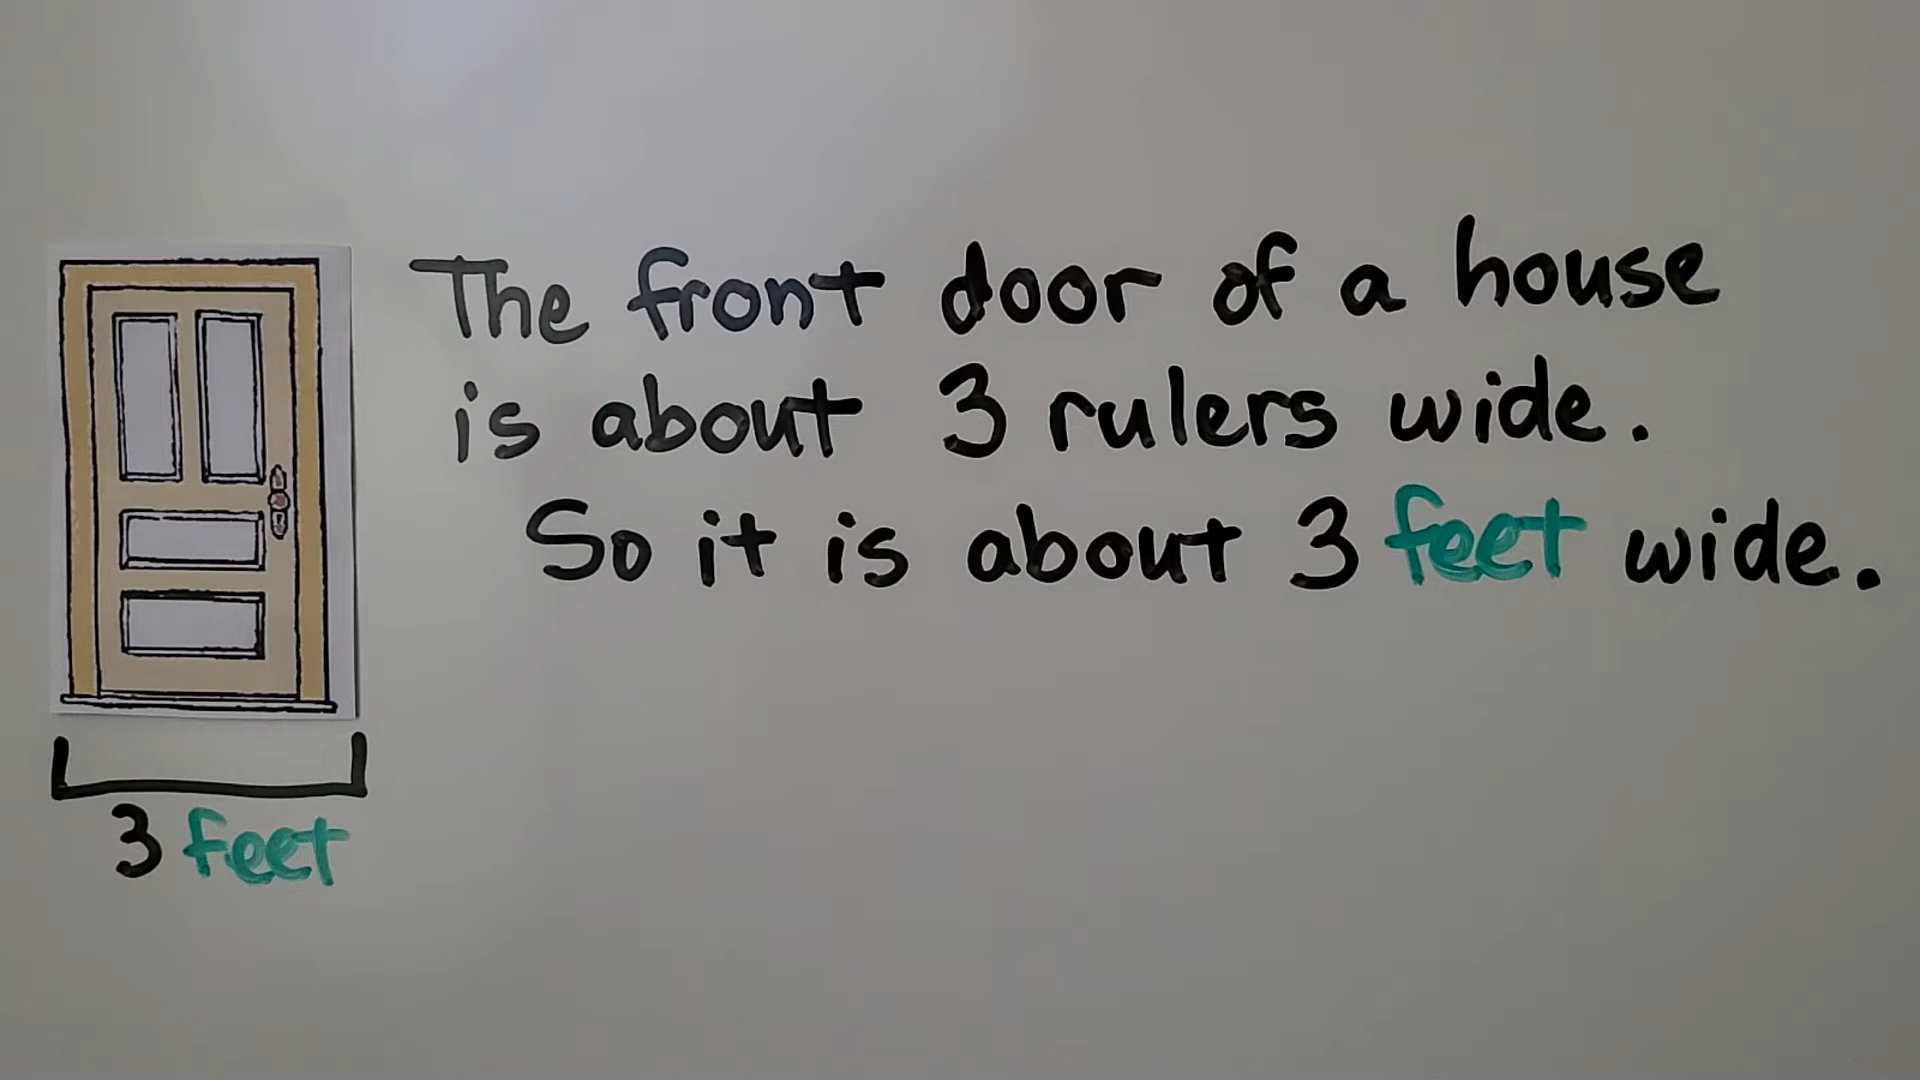 The front door of a house
is about 3 rulers wide.
So it is about 3 feet wide.
3 feet